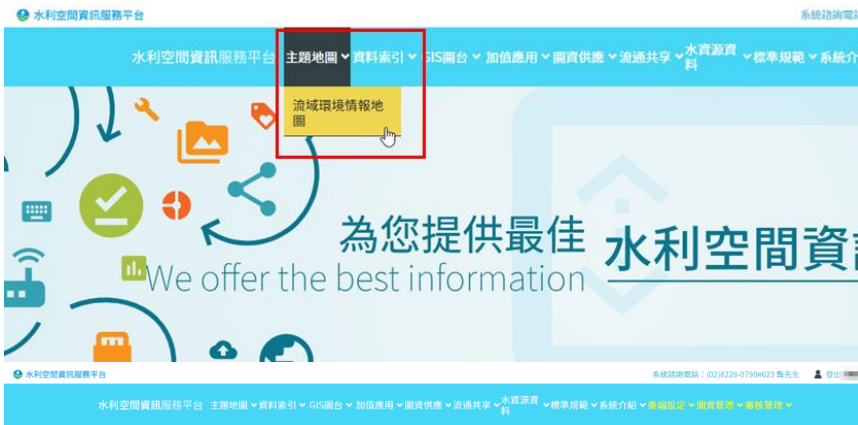 水利空間資訊服務平台
系統諮詢電話
水利空間資訊服務平台 主題地圖 資料索引 GIS圖台 加值應用 圖資供應 流通共享 水資源資料 標準規範 系統介
流域環境情報地
圖
為您提供最佳 水利空間資訊
We offer the best information
水利空間資訊服務平台
系統諮詢電話：(02)8228-0790#623 先生 登出
水利空間資訊服務平台 主題地圖 資料索引 GIS圖台 加值應用 圖資供應 流通共享 水資源資料 標準規範 系統介紹 後端設定 圖資管理 審核管理